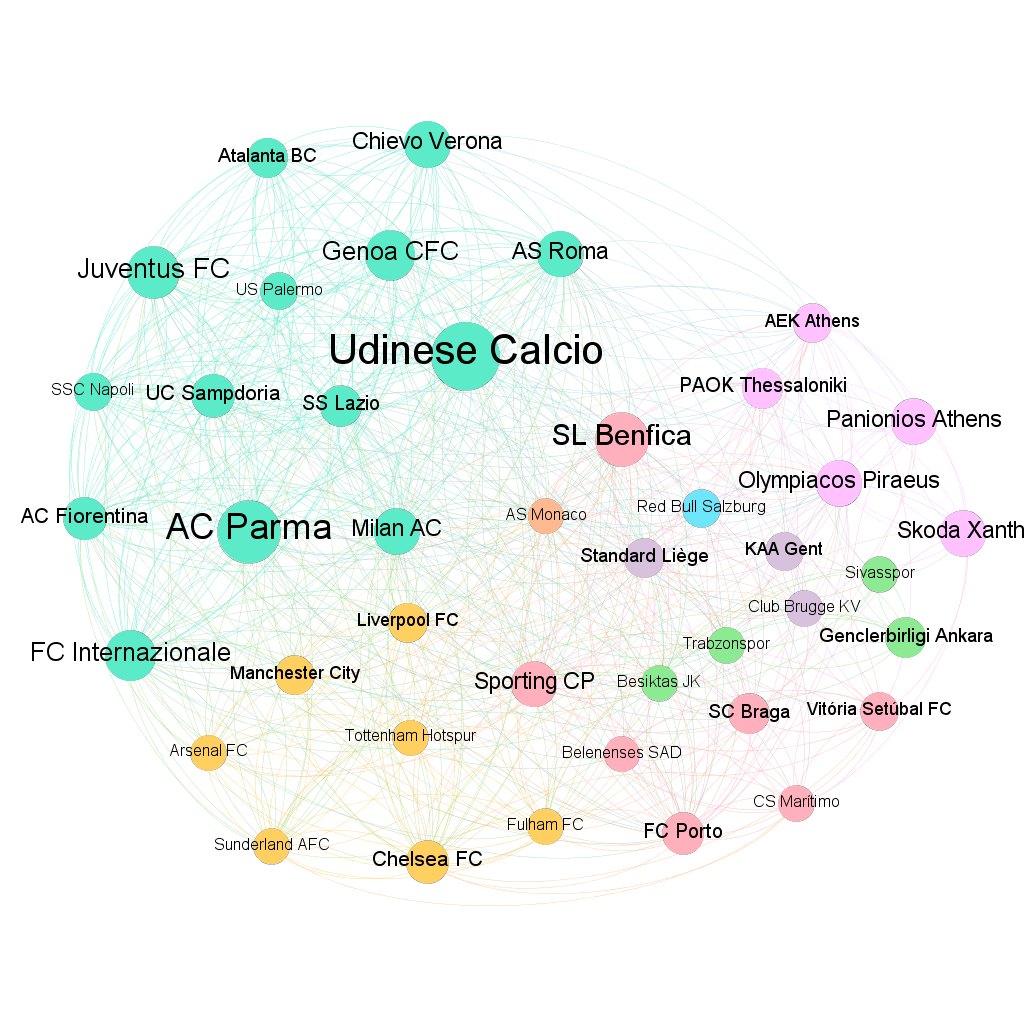 Chievo Verona
Atalanta BC
Genoa CFC
AS Roma
Juventus FC
US Palermo
AEK Athens
Udinese Calcio
SSC Napoli
UC Sampdoria
SS Lazio
PAOK Thessaloniki
Panionios Athens
SL Benfica
Olympiacos Piraeus
AC Fiorentina
AC Parma
Milan AC
AS Monaco
Red Bull Salzburg
Skoda Xanth
Standard Liège
KAA Gent
Sivasspor
Club Brugge KV
Liverpool FC
Genclerbirligi Ankara
Trabzonspor
FC Internazionale
Manchester City
Sporting CP
Besiktas JK
SC Braga
Vitória Setúbal FC
Arsenal FC
Tottenham Hotspur
Belenenses SAD
CS Marítimo
Sunderland AFC
Fulham FC
FC Porto
Chelsea FC